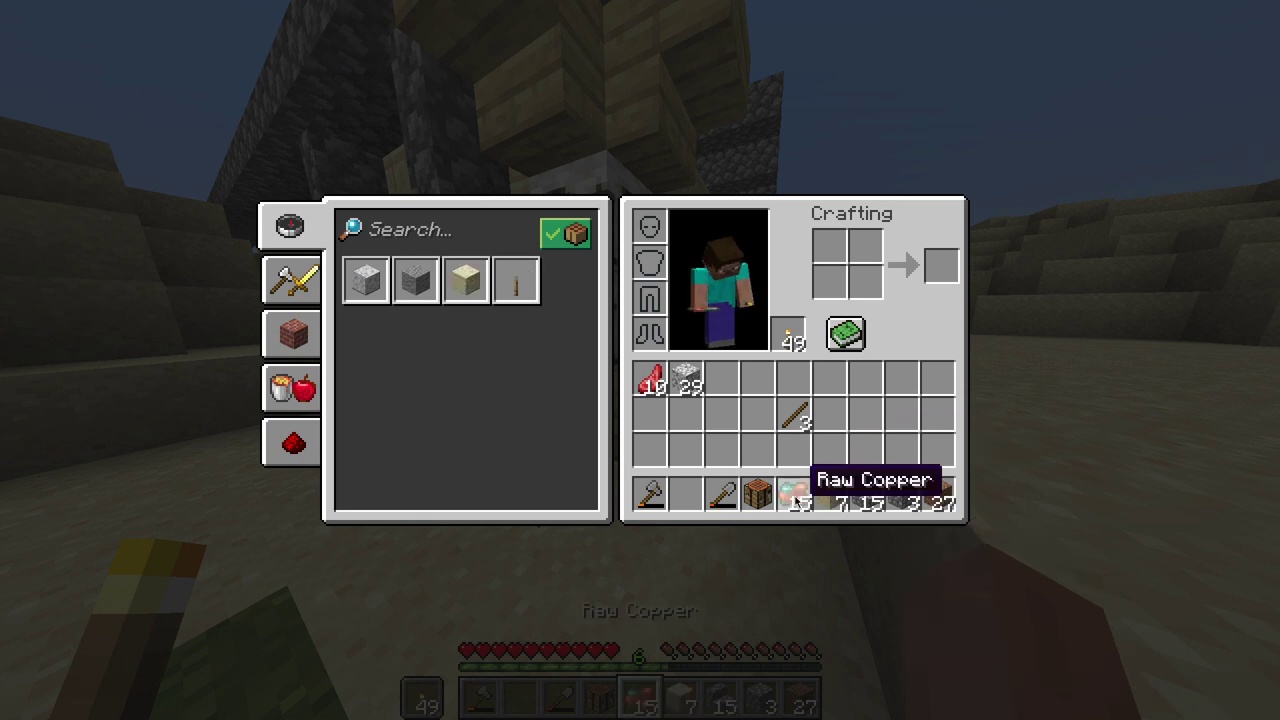 Search...
Crafting
49
10 29
3
Raw Copper
15 7 15 3 27
Raw Copper
6
49 15 7 15 3 27